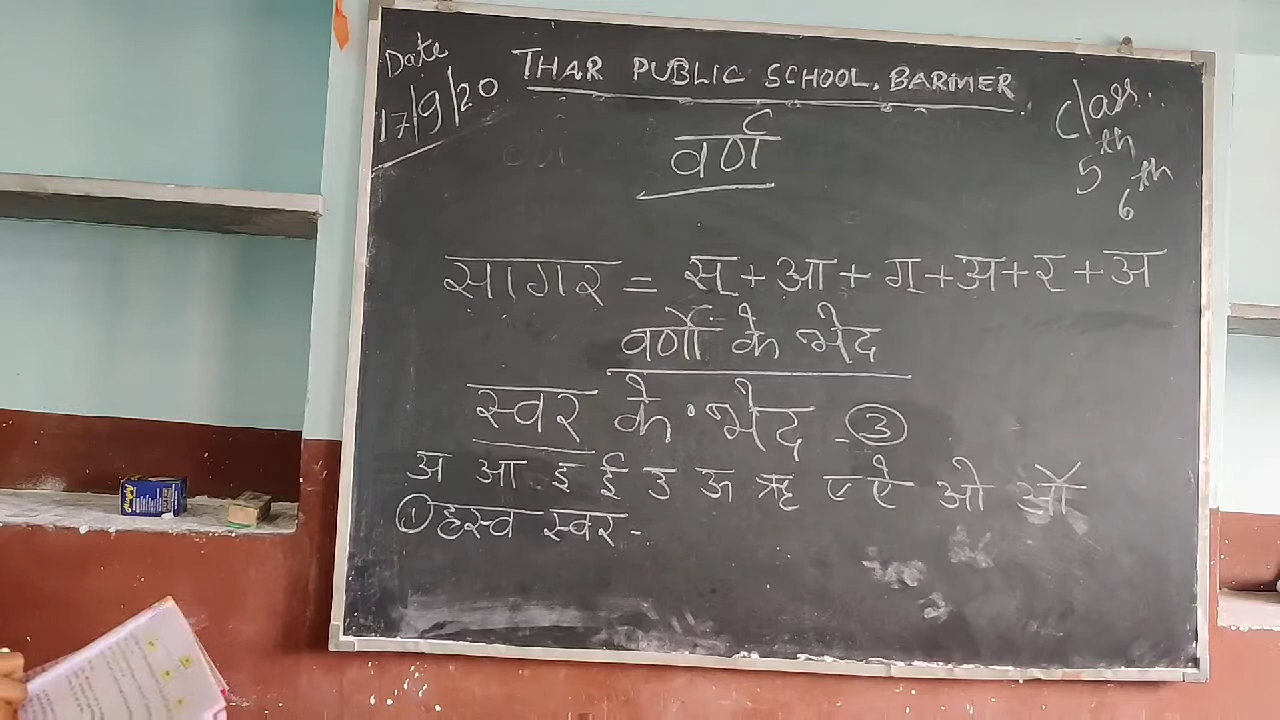 Date
17/9/20
THAR PUBLIC SCHOOL. BARMER
Class..
5th
6th
वर्ण
सागर = स् + आ + ग् + अ + र् + अ
वर्णों के भेद
स्वर के भेद - ③
अ आ इ ई उ ऊ ऋ ए ऐ ओ औ
① ह्रस्व स्वर -